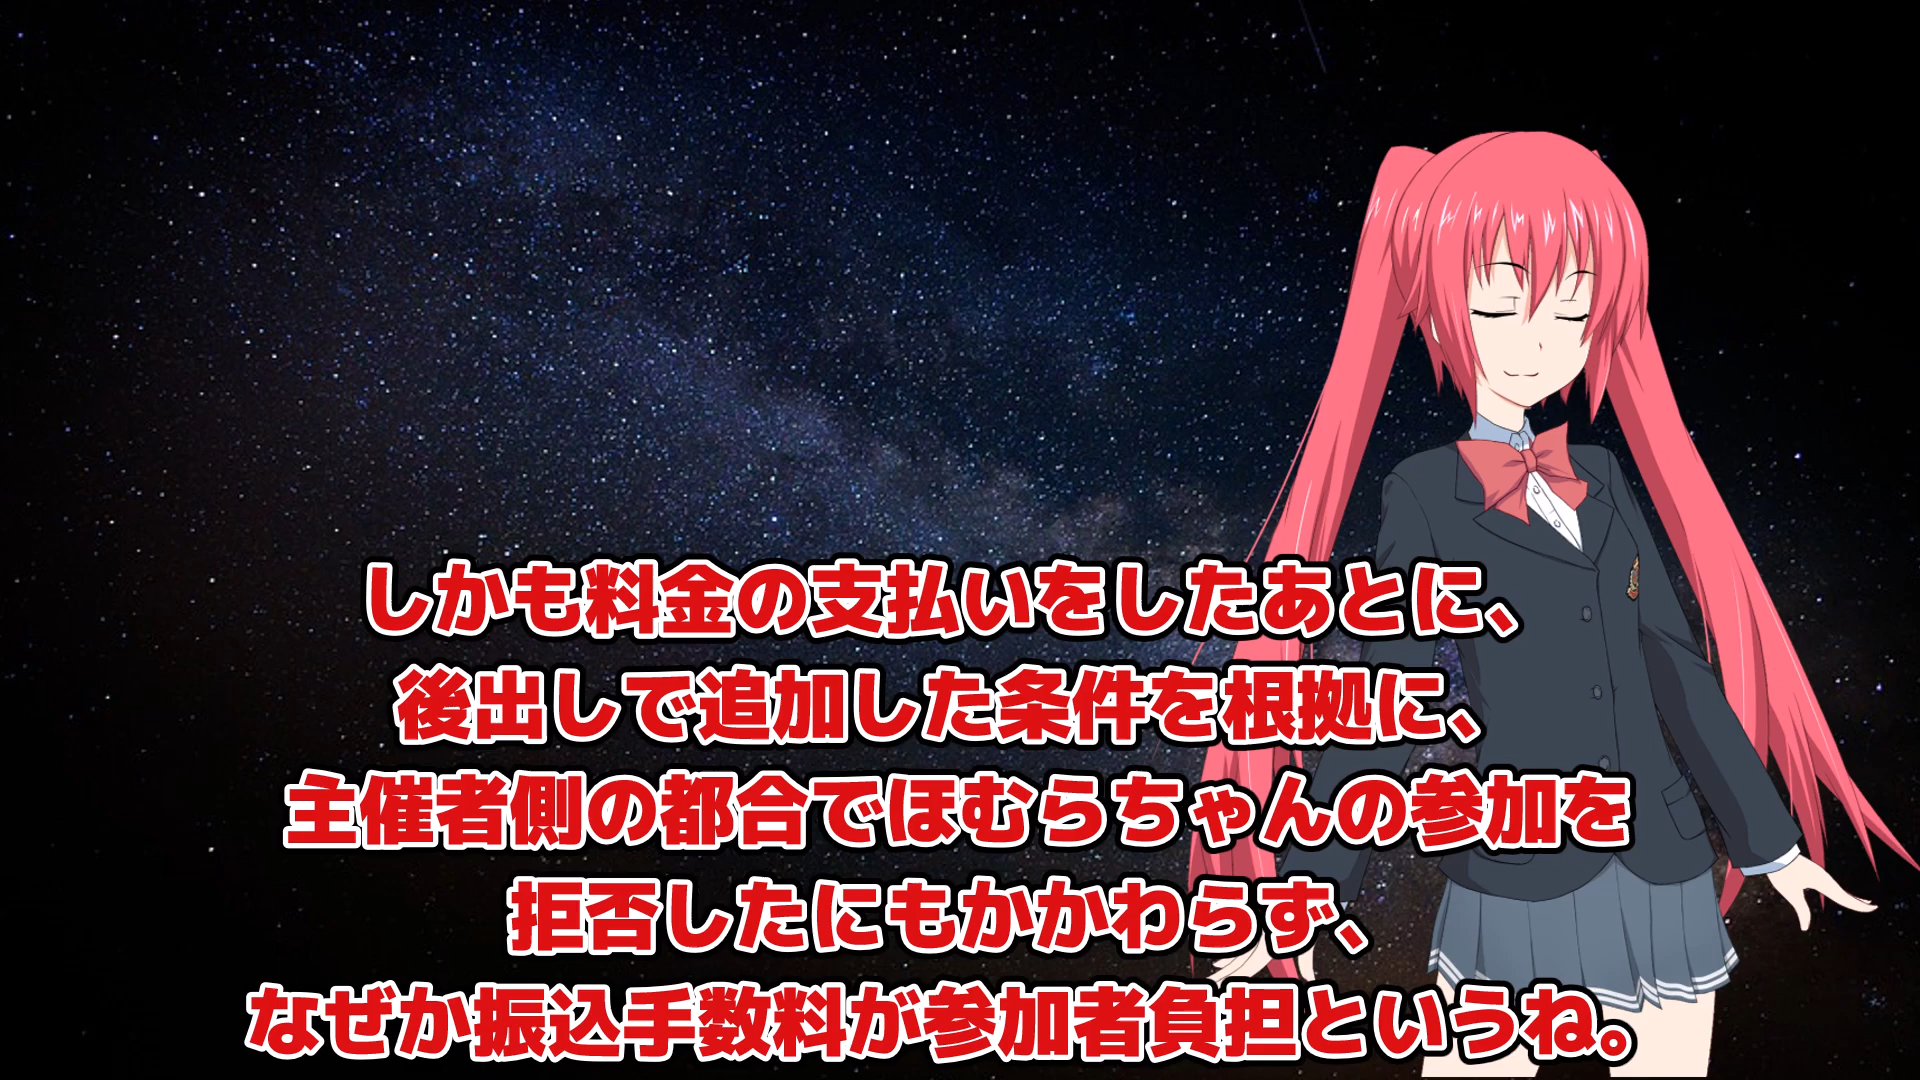 しかも料金の支払いをしたあとに、
後出しで追加した条件を根拠に、
主催者側の都合でほむらちゃんの参加を
拒否したにもかかわらず、
なぜか振込手数料が参加者負担というね。